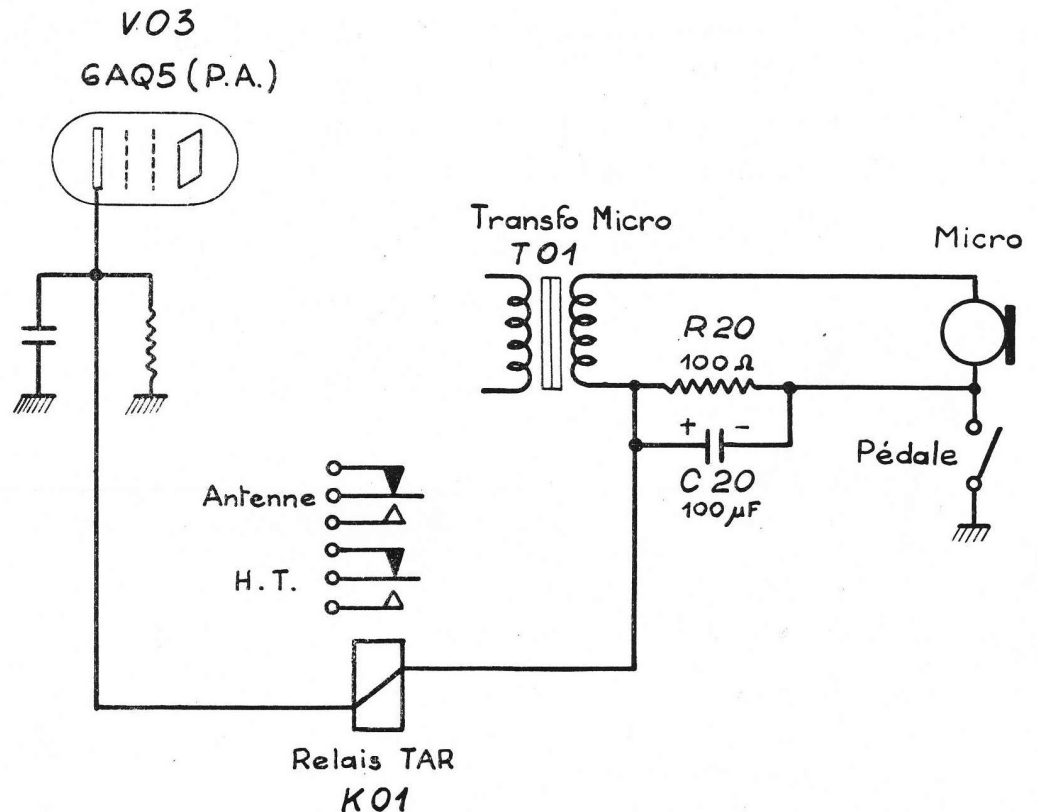 V03
6AQ5 (P.A.)
Transfo Micro
T01
Micro
R20
100 Ω
+ -
C20
100 µF
Pédale
Antenne
H.T.
Relais TAR
K01